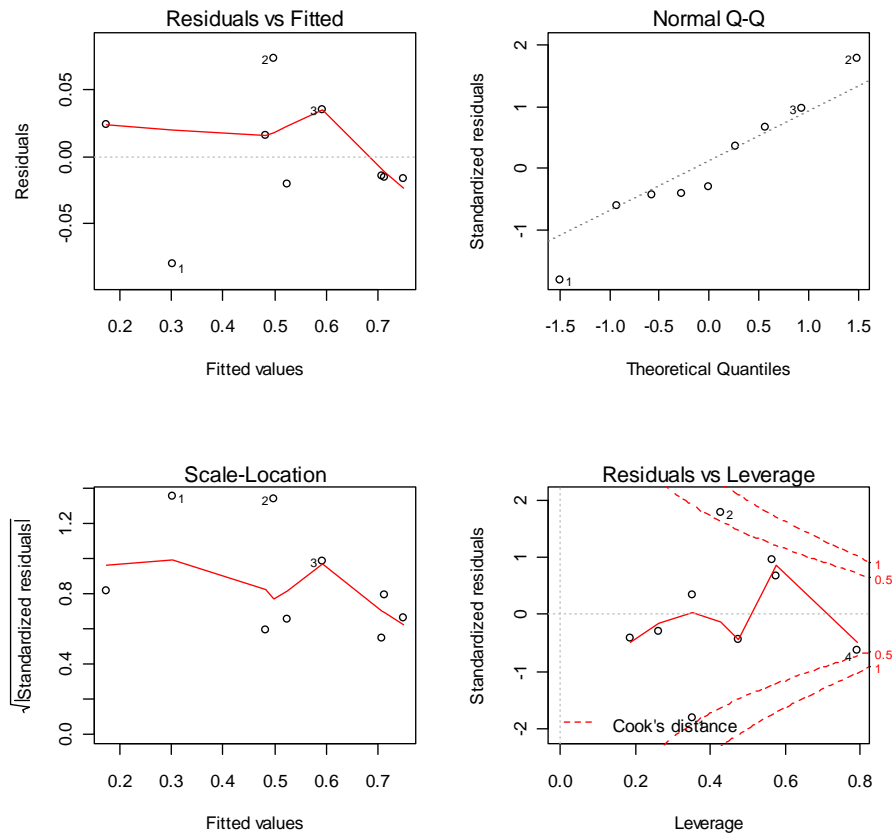 Residuals vs Fitted
Residuals
0.05
0.00
-0.05
2
3
1
0.2 0.3 0.4 0.5 0.6 0.7
Fitted values
Normal Q-Q
Standardized residuals
2
1
0
-1
2
3
1
-1.5 -1.0 -0.5 0.0 0.5 1.0 1.5
Theoretical Quantiles
Scale-Location
√|Standardized residuals|
1.2
0.8
0.4
0.0
1
2
3
0.2 0.3 0.4 0.5 0.6 0.7
Fitted values
Residuals vs Leverage
Standardized residuals
2
1
0
-1
-2
2
1
0.5
0.5
4
1
1
Cook's distance
0.0 0.2 0.4 0.6 0.8
Leverage